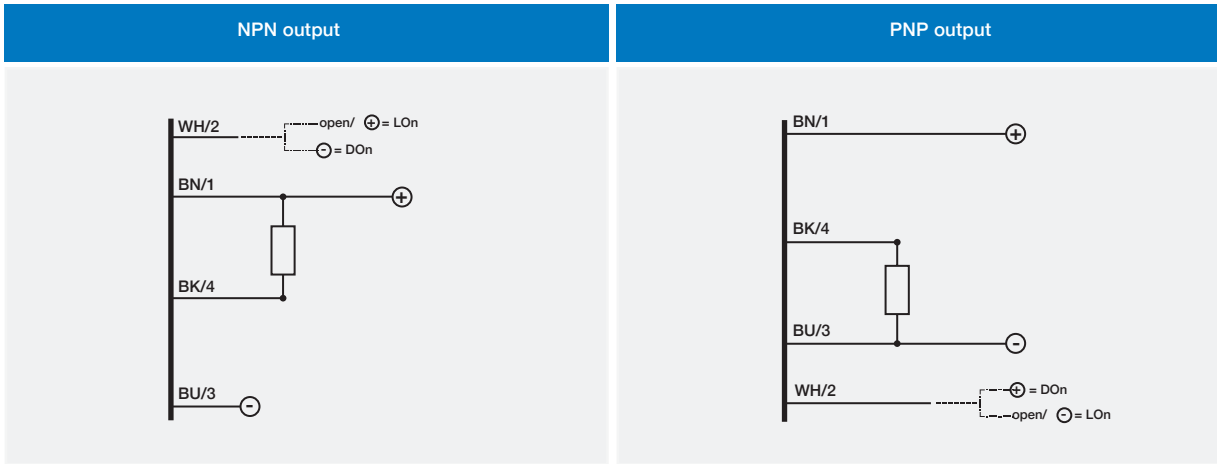 NPN output
WH/2
open/ + = LOn
- = DOn
BN/1
+
BK/4
BU/3
-
PNP output
BN/1
+
BK/4
BU/3
-
WH/2
+ = DOn
open/ - = LOn